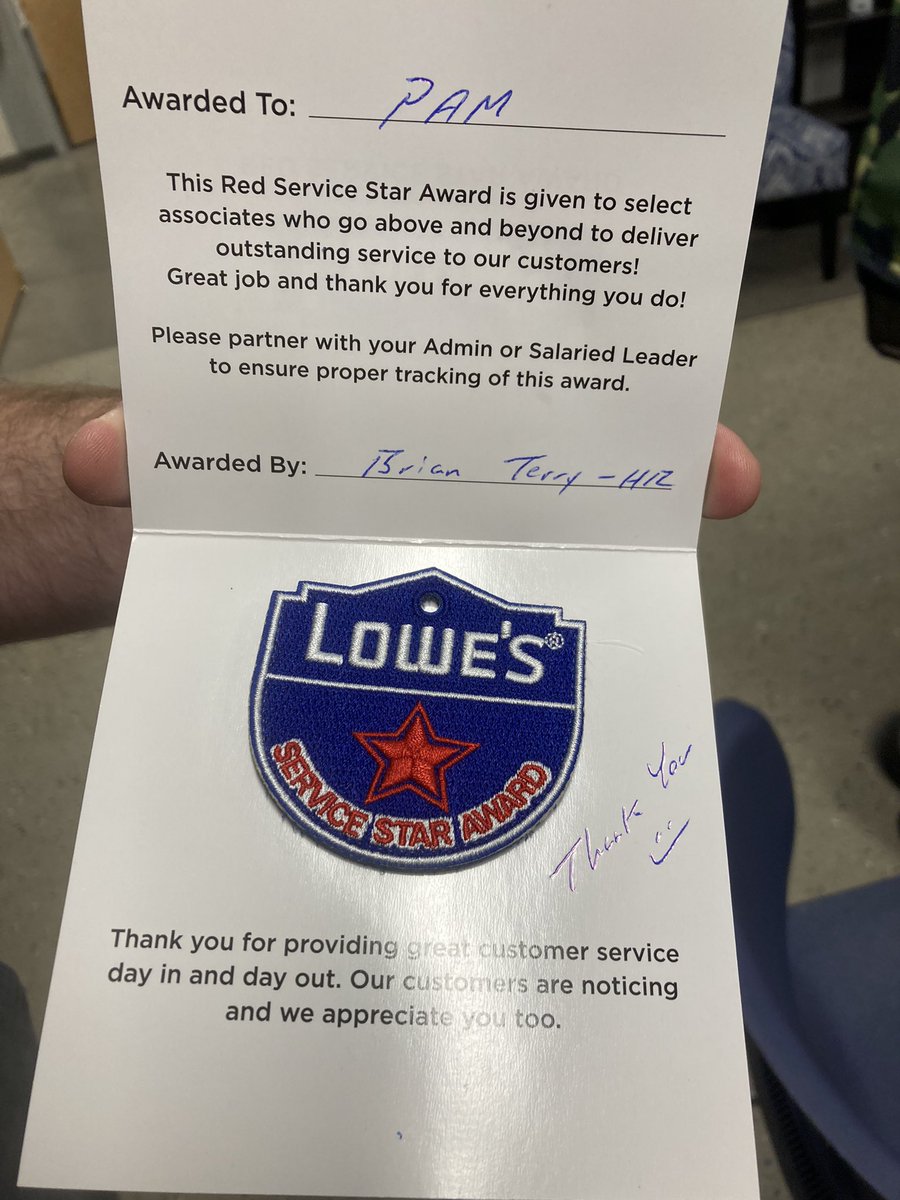 Awarded To: PAM
This Red Service Star Award is given to select
associates who go above and beyond to deliver
outstanding service to our customers!
Great job and thank you for everything you do!
Please partner with your Admin or Salaried Leader
to ensure proper tracking of this award.
Awarded By: Brian Terry - HR
LOWE'S®
SERVICE STAR AWARD
Thank You
Thank you for providing great customer service
day in and day out. Our customers are noticing
and we appreciate you too.